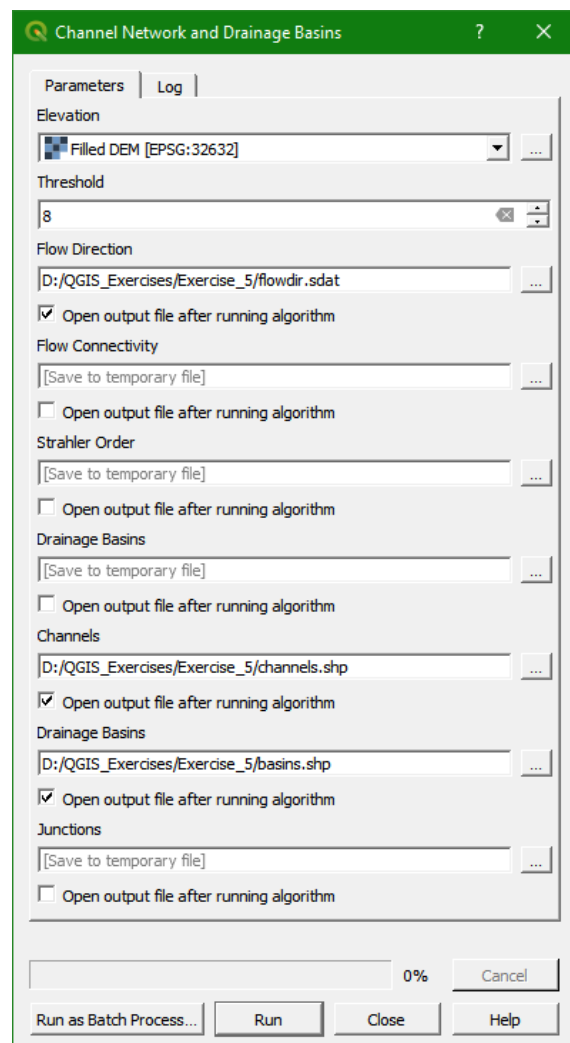 Channel Network and Drainage Basins
Parameters
Log
Elevation
Filled DEM [EPSG:32632]
...
Threshold
8
Flow Direction
D:/QGIS_Exercises/Exercise_5/flowdir.sdat
...
Open output file after running algorithm
Flow Connectivity
[Save to temporary file]
...
Open output file after running algorithm
Strahler Order
[Save to temporary file]
...
Open output file after running algorithm
Drainage Basins
[Save to temporary file]
...
Open output file after running algorithm
Channels
D:/QGIS_Exercises/Exercise_5/channels.shp
...
Open output file after running algorithm
Drainage Basins
D:/QGIS_Exercises/Exercise_5/basins.shp
...
Open output file after running algorithm
Junctions
[Save to temporary file]
...
Open output file after running algorithm
0%
Cancel
Run as Batch Process...
Run
Close
Help